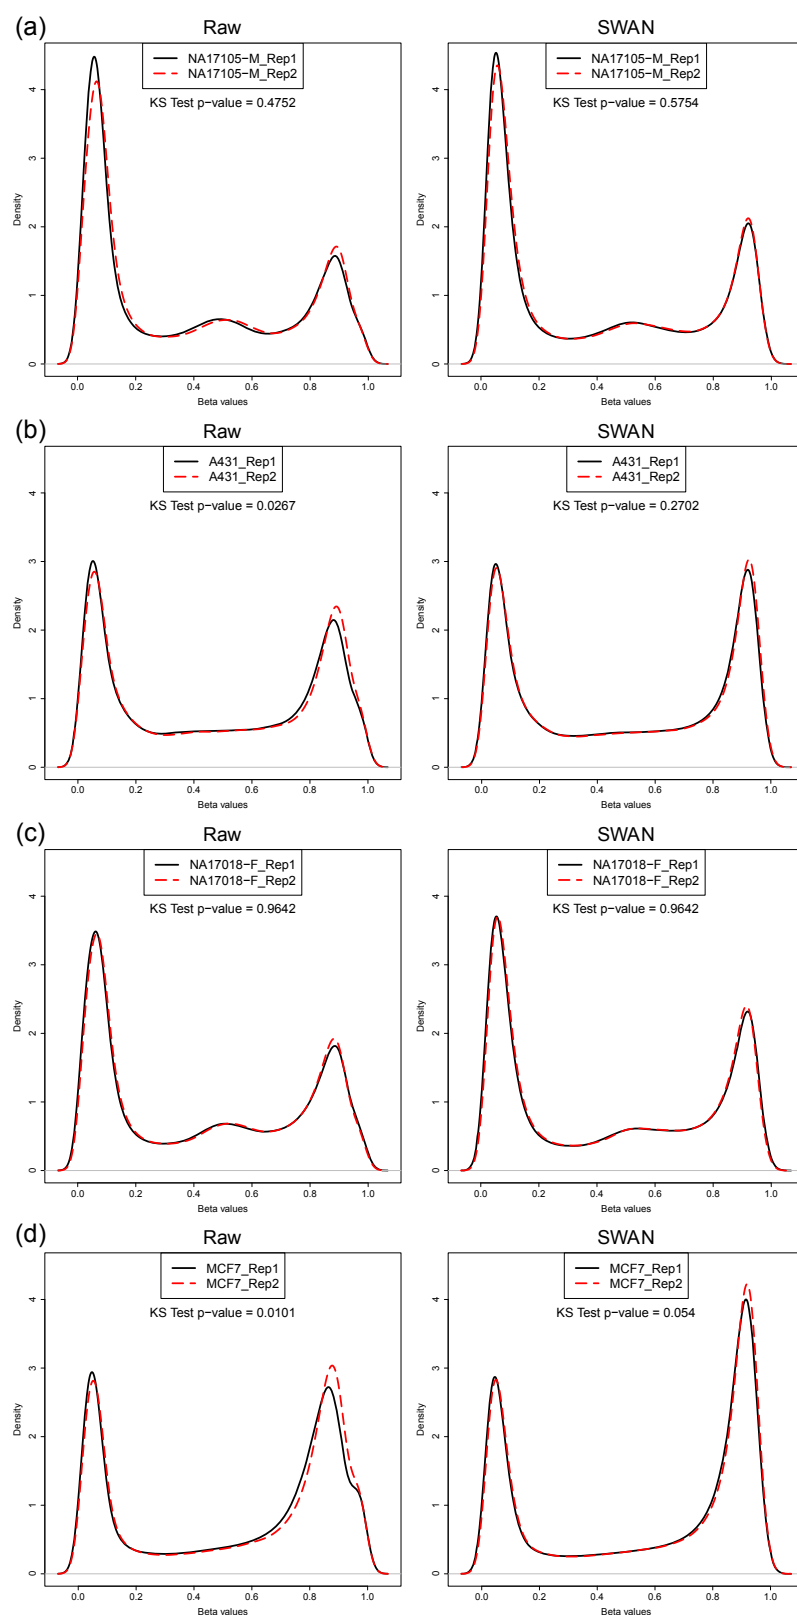 (a)
Raw
SWAN
NA17105−M_Rep1
NA17105−M_Rep2
KS Test p−value = 0.4752
NA17105−M_Rep1
NA17105−M_Rep2
KS Test p−value = 0.5754
Density
0 1 2 3 4
0.0 0.2 0.4 0.6 0.8 1.0
Beta values
Density
0 1 2 3 4
0.0 0.2 0.4 0.6 0.8 1.0
Beta values
(b)
Raw
SWAN
A431_Rep1
A431_Rep2
KS Test p−value = 0.0267
A431_Rep1
A431_Rep2
KS Test p−value = 0.2702
Density
0 1 2 3 4
0.0 0.2 0.4 0.6 0.8 1.0
Beta values
Density
0 1 2 3 4
0.0 0.2 0.4 0.6 0.8 1.0
Beta values
(c)
Raw
SWAN
NA17018−F_Rep1
NA17018−F_Rep2
KS Test p−value = 0.9642
NA17018−F_Rep1
NA17018−F_Rep2
KS Test p−value = 0.9642
Density
0 1 2 3 4
0.0 0.2 0.4 0.6 0.8 1.0
Beta values
Density
0 1 2 3 4
0.0 0.2 0.4 0.6 0.8 1.0
Beta values
(d)
Raw
SWAN
MCF7_Rep1
MCF7_Rep2
KS Test p−value = 0.0101
MCF7_Rep1
MCF7_Rep2
KS Test p−value = 0.054
Density
0 1 2 3 4
0.0 0.2 0.4 0.6 0.8 1.0
Beta values
Density
0 1 2 3 4
0.0 0.2 0.4 0.6 0.8 1.0
Beta values